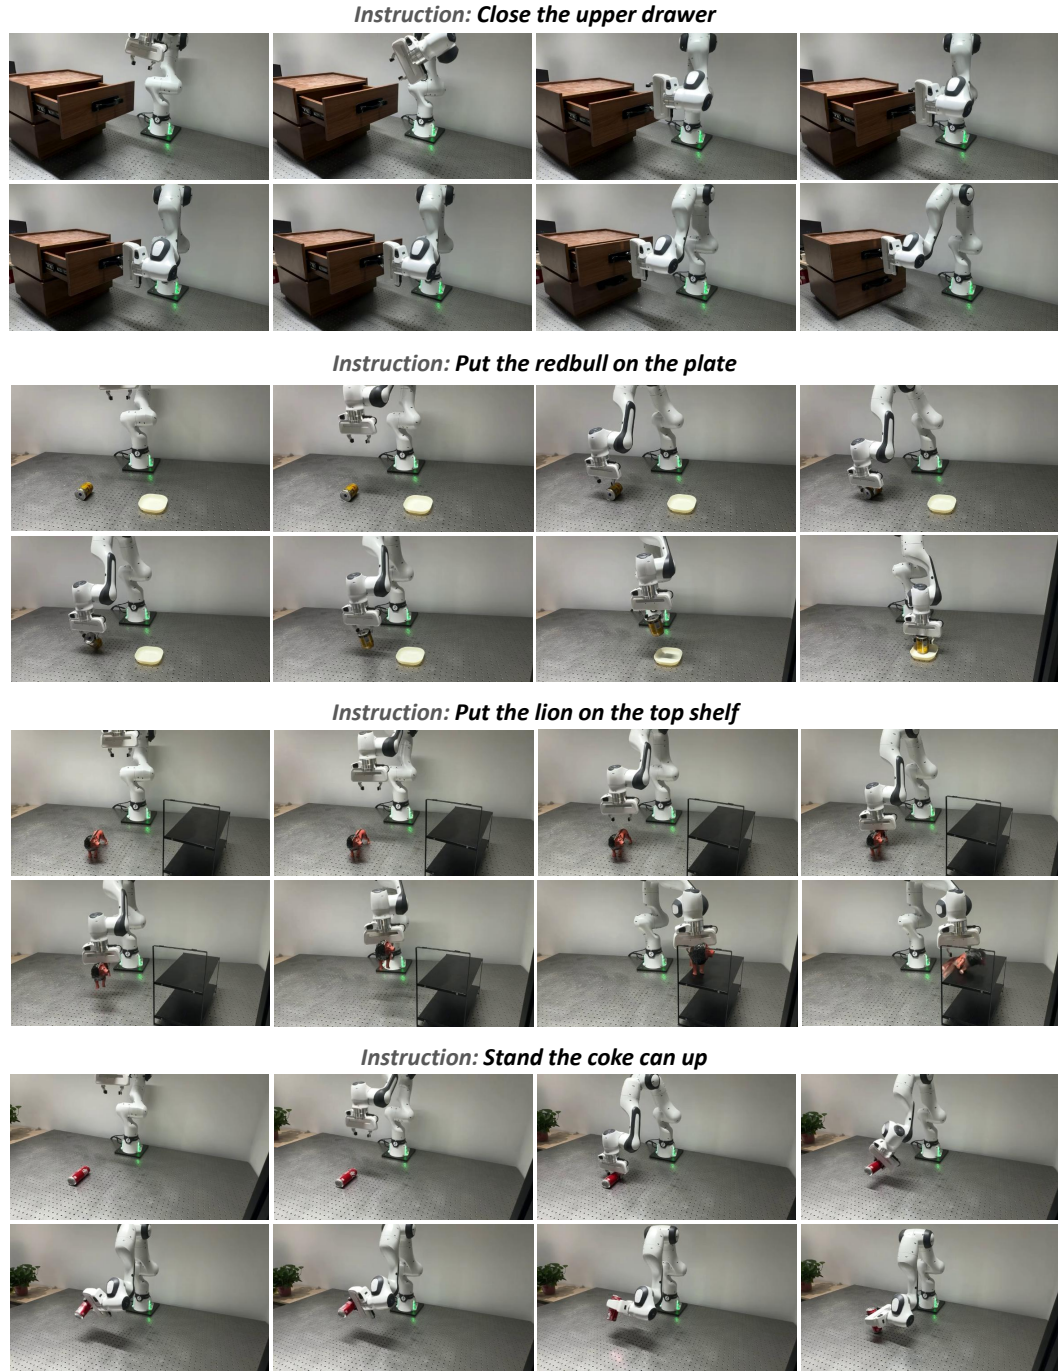 Instruction: Close the upper drawer
Instruction: Put the redbull on the plate
Instruction: Put the lion on the top shelf
Instruction: Stand the coke can up